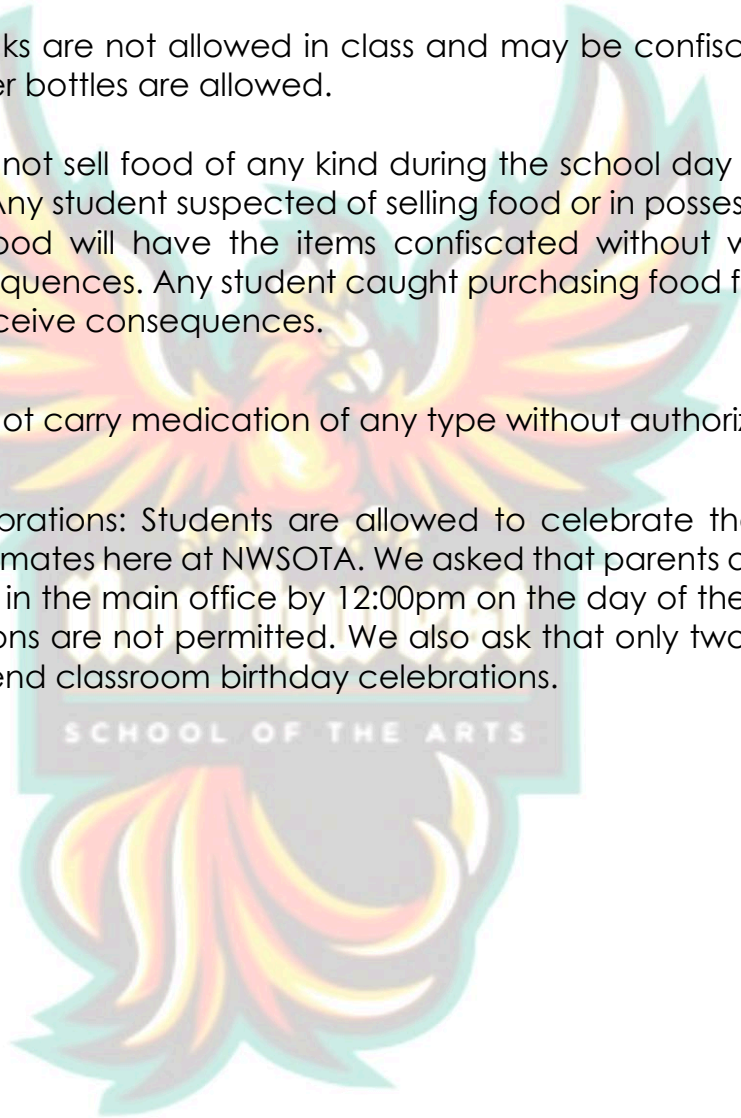 ks are not allowed in class and may be confisc
er bottles are allowed.
not sell food of any kind during the school day
Any student suspected of selling food or in posses
ood will have the items confiscated without w
quences. Any student caught purchasing food f
ceive consequences.
ot carry medication of any type without authoriz
brations: Students are allowed to celebrate the
mates here at NWSOTA. We asked that parents c
in the main office by 12:00pm on the day of the
ons are not permitted. We also ask that only two
end classroom birthday celebrations.
Northwest
SCHOOL OF THE ARTS